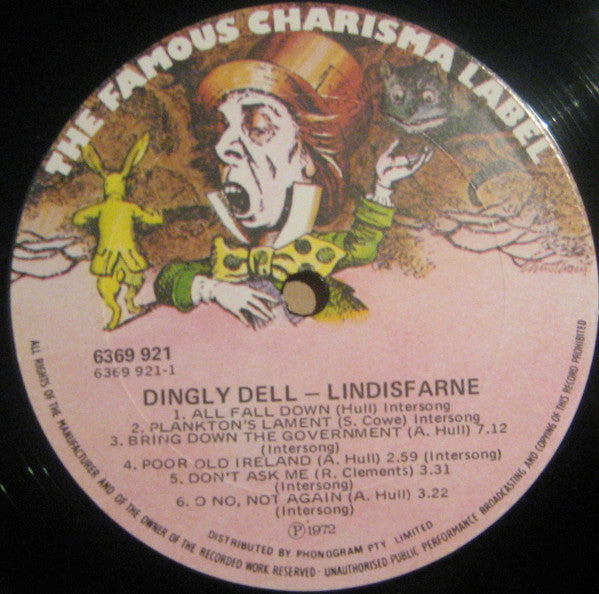 THE FAMOUS CHARISMA LABEL
6369 921
6369 921-1
DINGLY DELL – LINDISFARNE
1. ALL FALL DOWN (Hull) Intersong
2. PLANKTON'S LAMENT (S. Cowe) Intersong
3. BRING DOWN THE GOVERNMENT (A. Hull) 7.12
(Intersong)
4. POOR OLD IRELAND (A. Hull) 2.59 (Intersong)
5. DON'T ASK ME (R. Clements) 3.31
(Intersong)
6. O NO, NOT AGAIN (A. Hull) 3.22
(Intersong)
Ⓟ1972
DISTRIBUTED BY PHONOGRAM PTY LIMITED
ALL RIGHTS OF THE MANUFACTURER AND OF THE OWNER OF THE RECORDED WORK RESERVED · UNAUTHORISED PUBLIC PERFORMANCE BROADCASTING AND COPYING OF THIS RECORD PROHIBITED